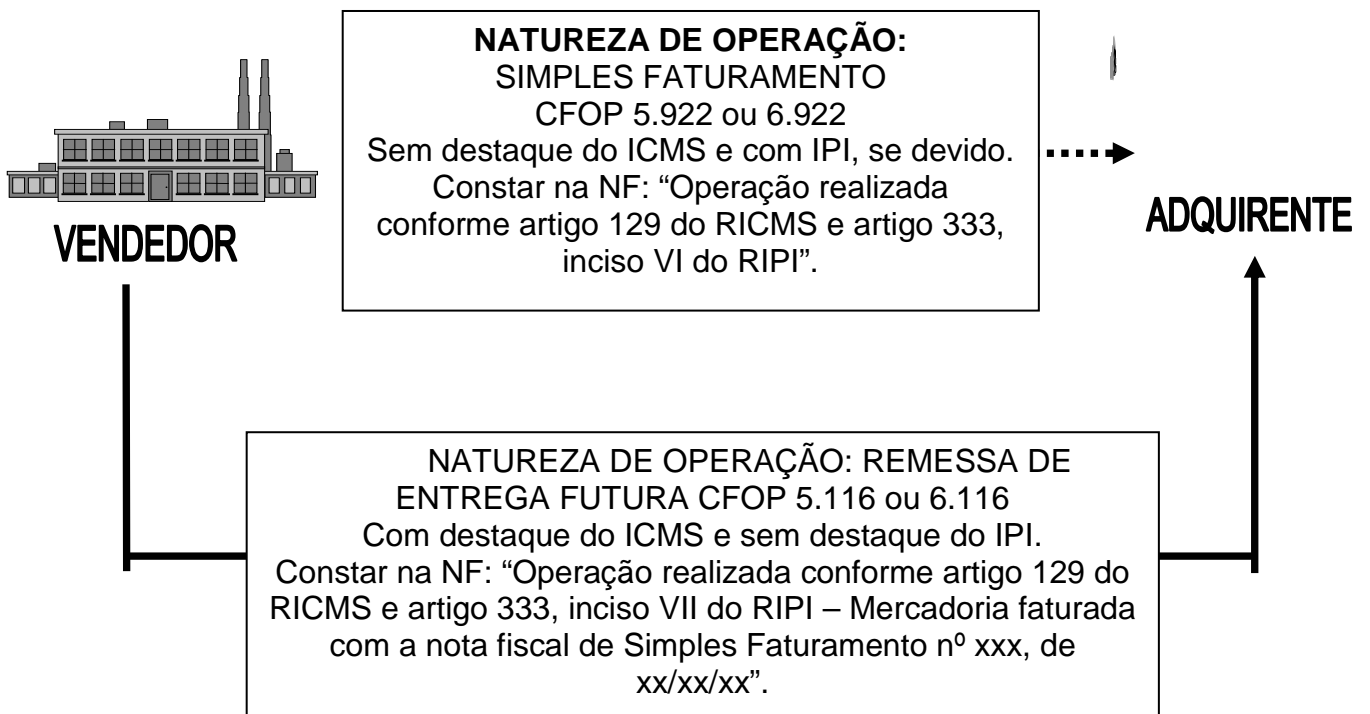 NATUREZA DE OPERAÇÃO:
SIMPLES FATURAMENTO
CFOP 5.922 ou 6.922
Sem destaque do ICMS e com IPI, se devido.
Constar na NF: “Operação realizada
conforme artigo 129 do RICMS e artigo 333,
inciso VI do RIPI”.
VENDEDOR
ADQUIRENTE
NATUREZA DE OPERAÇÃO: REMESSA DE
ENTREGA FUTURA CFOP 5.116 ou 6.116
Com destaque do ICMS e sem destaque do IPI.
Constar na NF: “Operação realizada conforme artigo 129 do
RICMS e artigo 333, inciso VII do RIPI – Mercadoria faturada
com a nota fiscal de Simples Faturamento nº xxx, de
xx/xx/xx”.